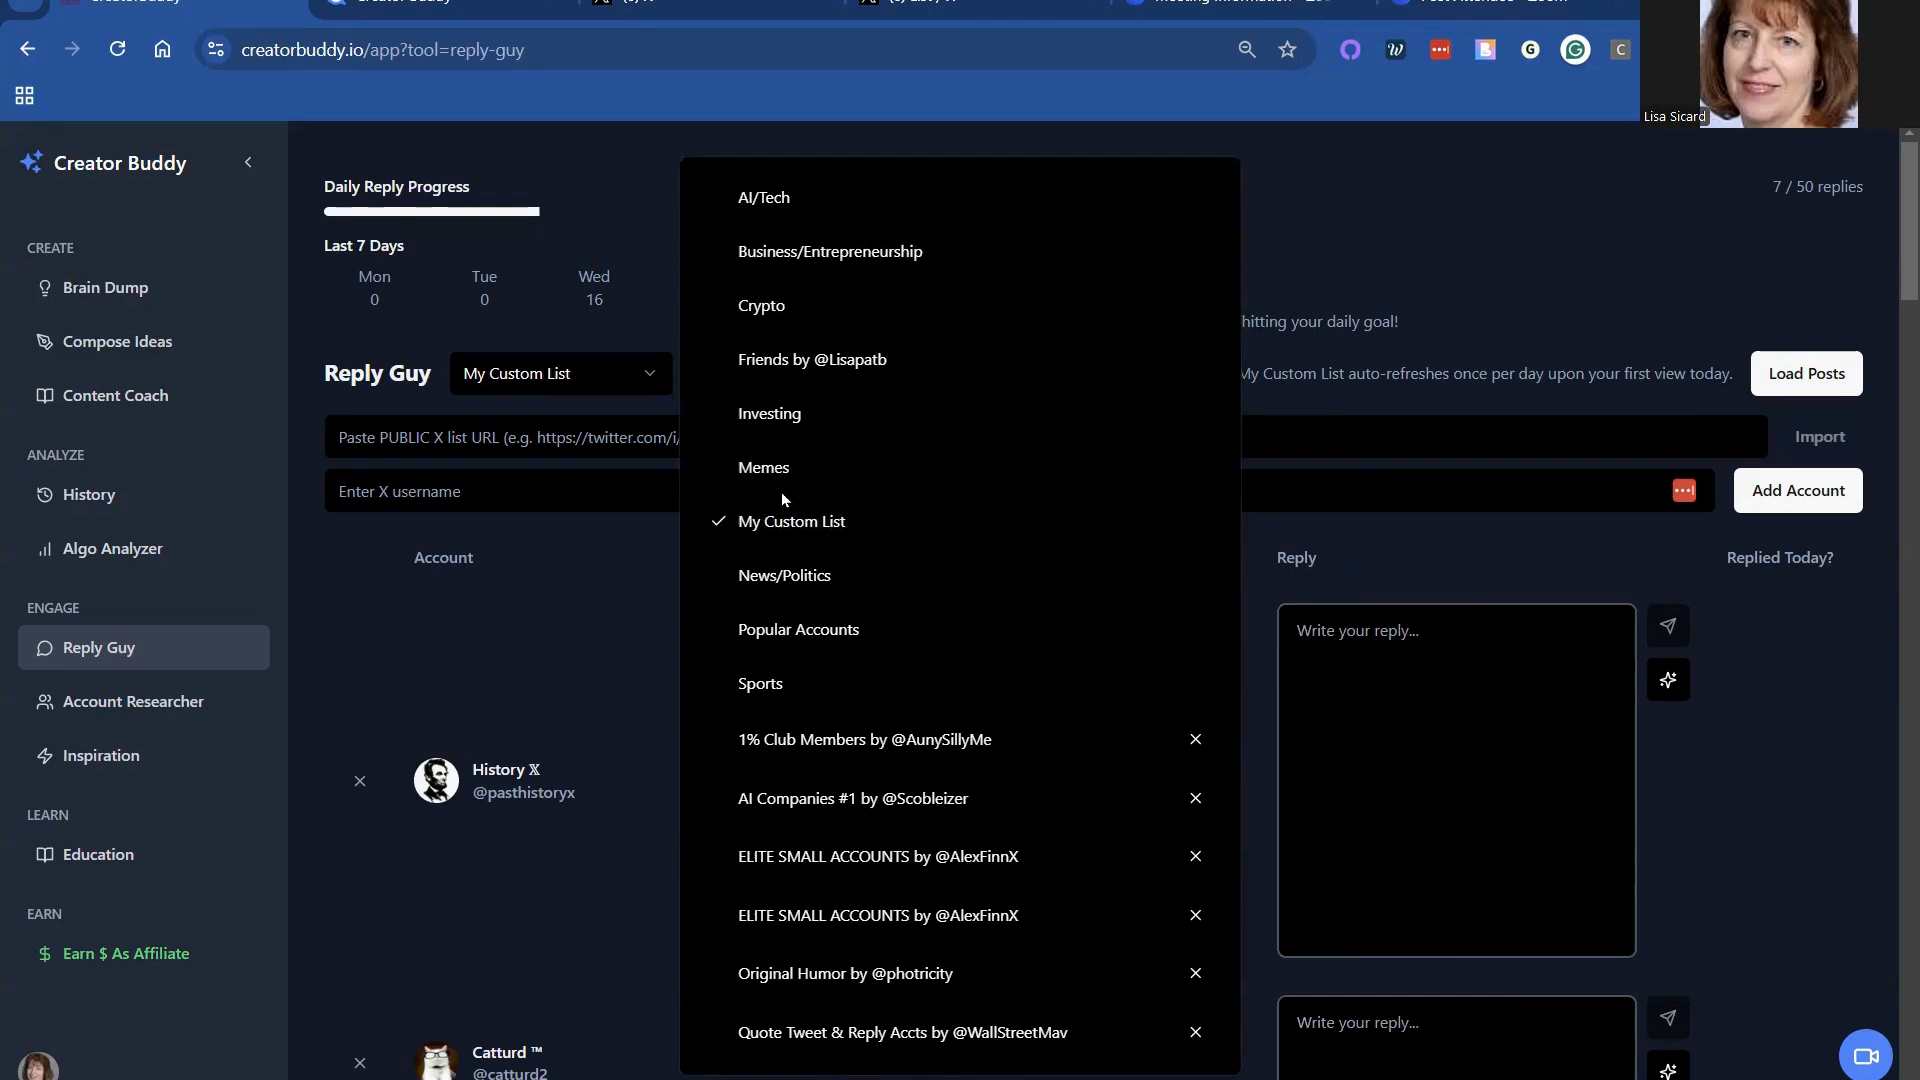 creatorbuddy.io/app?tool=reply-guy
Lisa Sicard
Creator Buddy
CREATE
Brain Dump
Compose Ideas
Content Coach
ANALYZE
History
Algo Analyzer
ENGAGE
Reply Guy
Account Researcher
Inspiration
LEARN
Education
EARN
$ Earn $ As Affiliate
Daily Reply Progress
7 / 50 replies
Last 7 Days
Mon Tue Wed
0 0 16
hitting your daily goal!
Reply Guy
My Custom List
My Custom List auto-refreshes once per day upon your first view today.
Load Posts
Paste PUBLIC X list URL (e.g. https://twitter.com/i/
Import
Enter X username
Add Account
Account
Reply
Replied Today?
AI/Tech
Business/Entrepreneurship
Crypto
Friends by @Lisapatb
Investing
Memes
My Custom List
News/Politics
Popular Accounts
Sports
1% Club Members by @AunySillyMe
AI Companies #1 by @Scobleizer
ELITE SMALL ACCOUNTS by @AlexFinnX
ELITE SMALL ACCOUNTS by @AlexFinnX
Original Humor by @photricity
Quote Tweet & Reply Accts by @WallStreetMav
History 𝕏
@pasthistoryx
Write your reply...
Catturd ™
@catturd2
Write your reply...